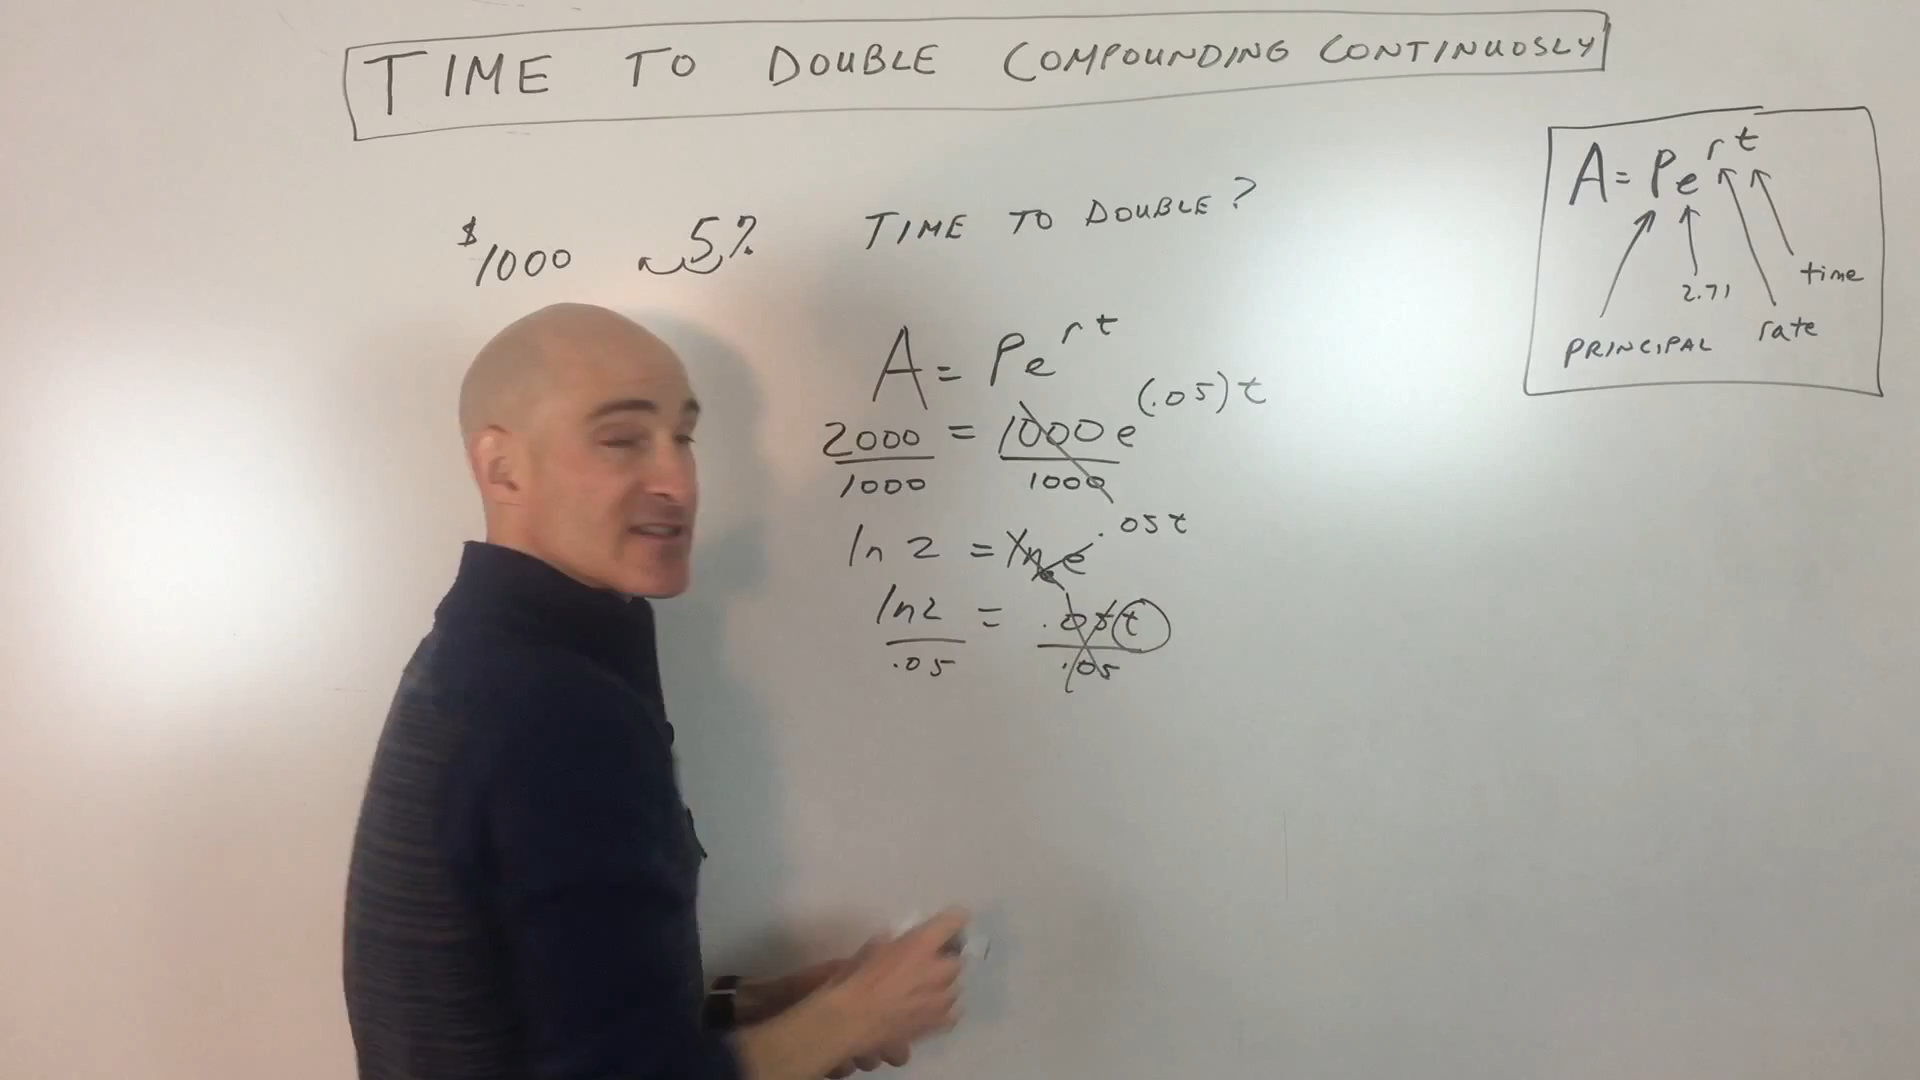 TIME TO DOUBLE COMPOUNDING CONTINUOSLY
$1000 5% TIME TO DOUBLE?
A = Pe^rt
2000 = 1000e^(.05)t
1000 1000
ln 2 = ln e^.05t
ln2 = .05t
.05 .05
A = Pe^rt
2.71
time
PRINCIPAL
rate